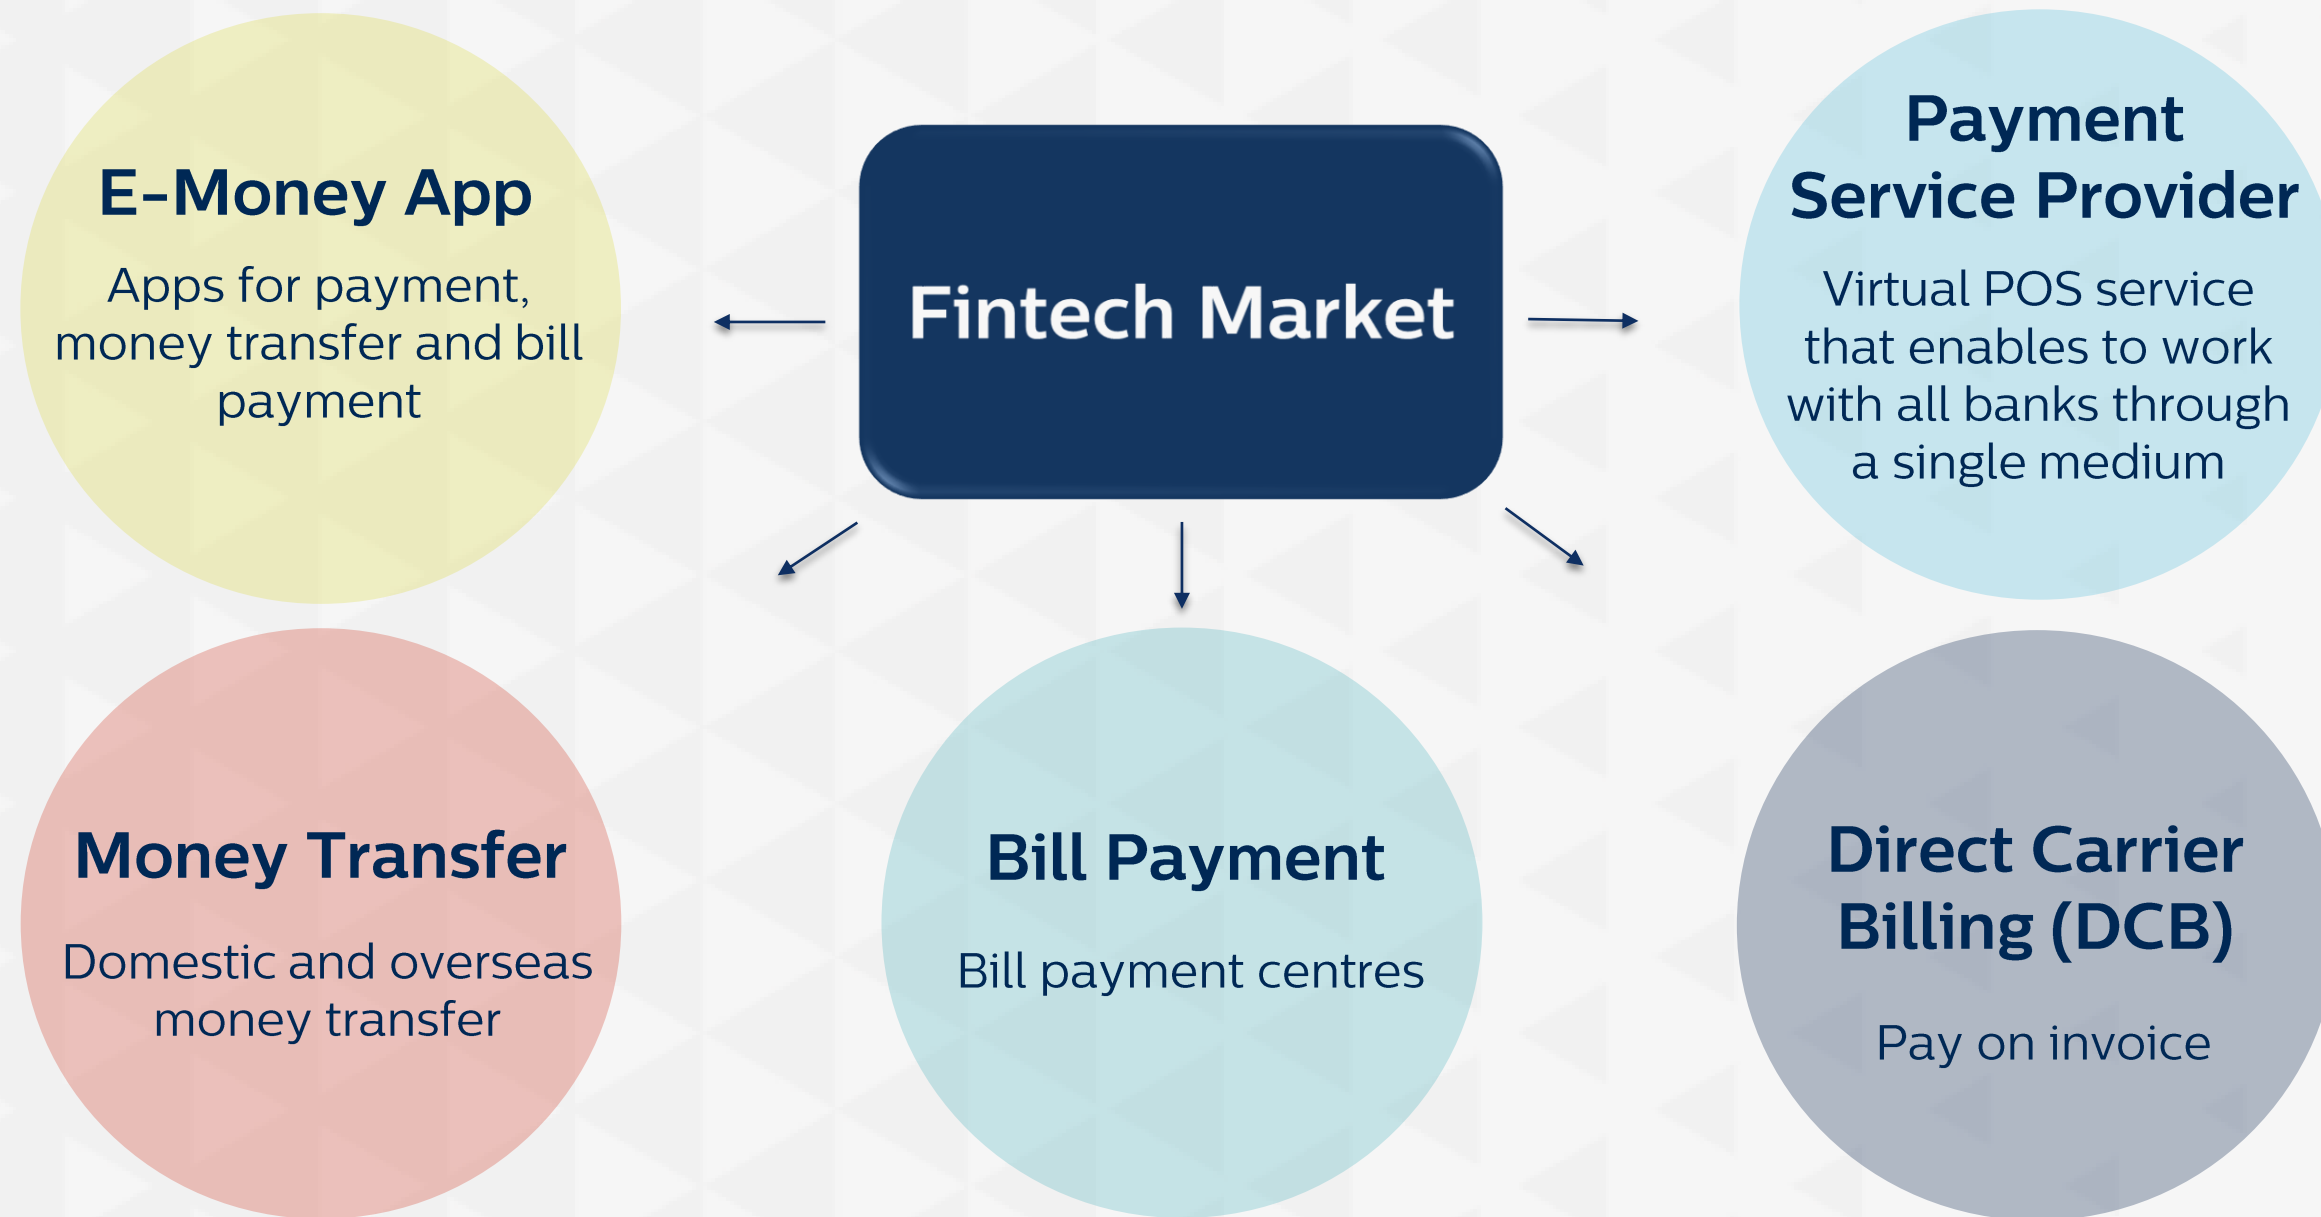 Fintech Market
E-Money App
Apps for payment,
money transfer and bill
payment
Payment
Service Provider
Virtual POS service
that enables to work
with all banks through
a single medium
Money Transfer
Domestic and overseas
money transfer
Bill Payment
Bill payment centres
Direct Carrier
Billing (DCB)
Pay on invoice